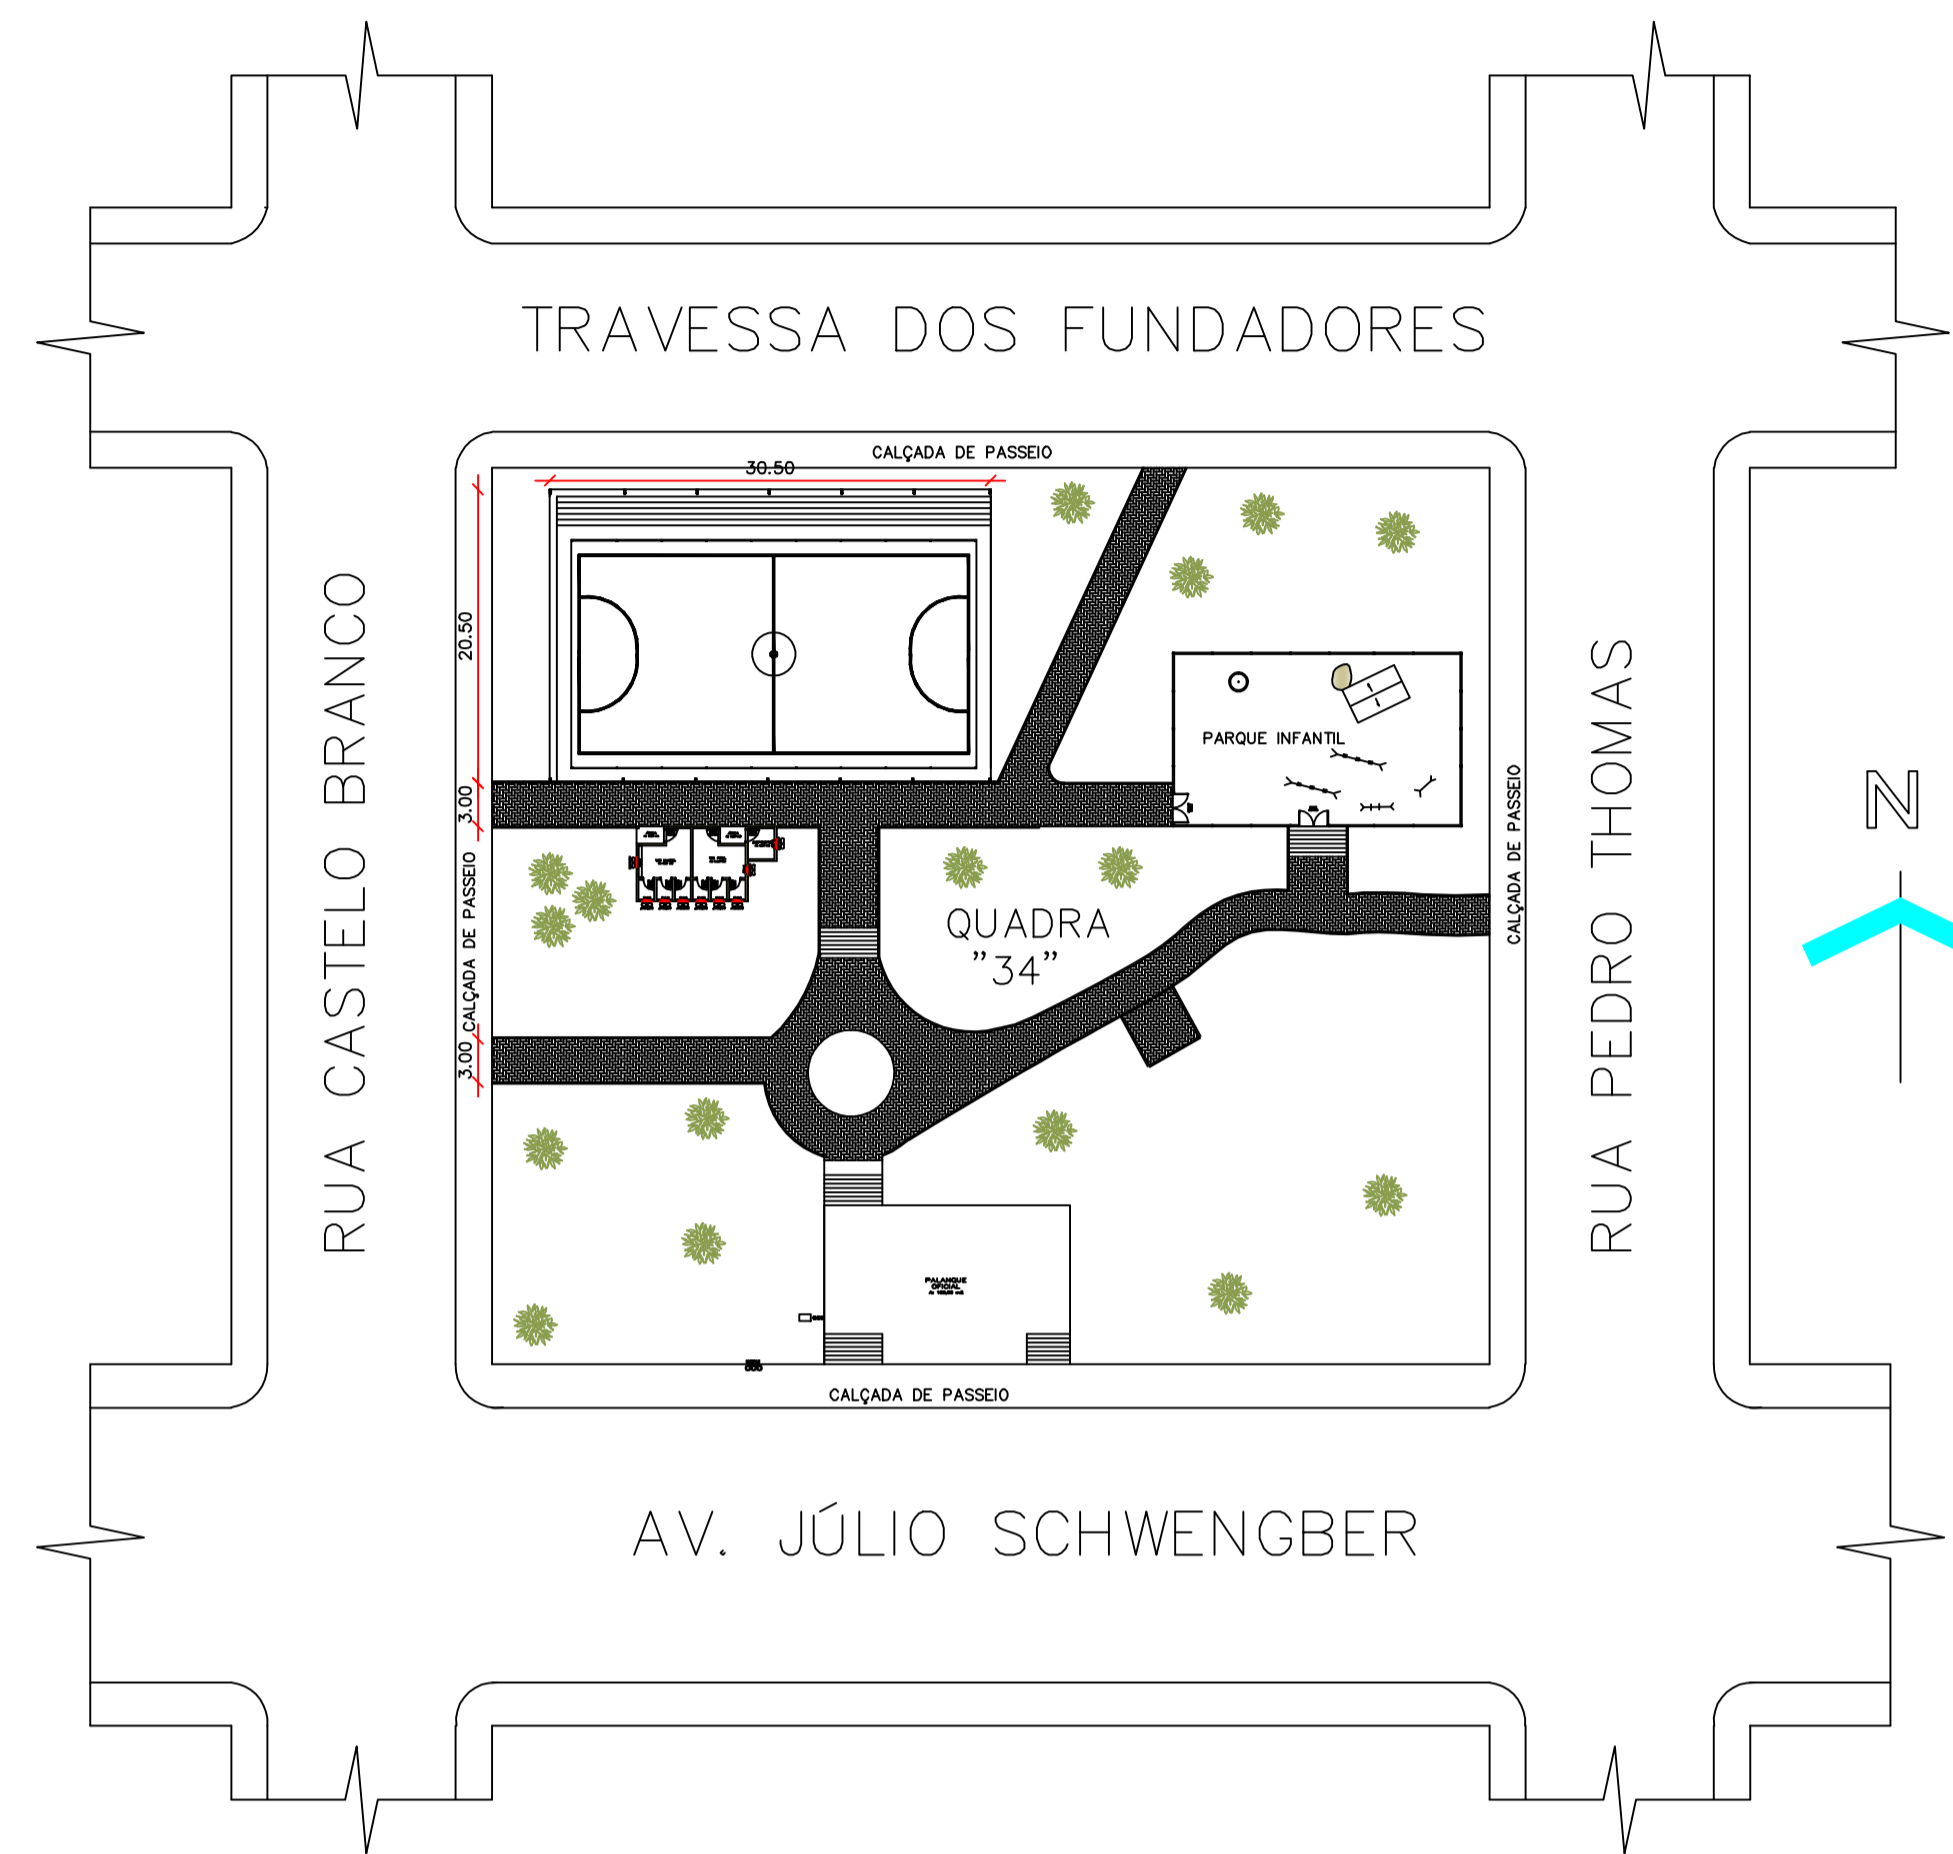 TRAVESSA DOS FUNDADORES
CALÇADA DE PASSEIO
30.50
20.50
RUA CASTELO BRANCO
RUA PEDRO THOMAS
PARQUE INFANTIL
3.00
CALÇADA DE PASSEIO
CALÇADA DE PASSEIO
N
QUADRA
"34"
3.00
PALANQUE
OFICIAL
CALÇADA DE PASSEIO
AV. JÚLIO SCHWENGBER